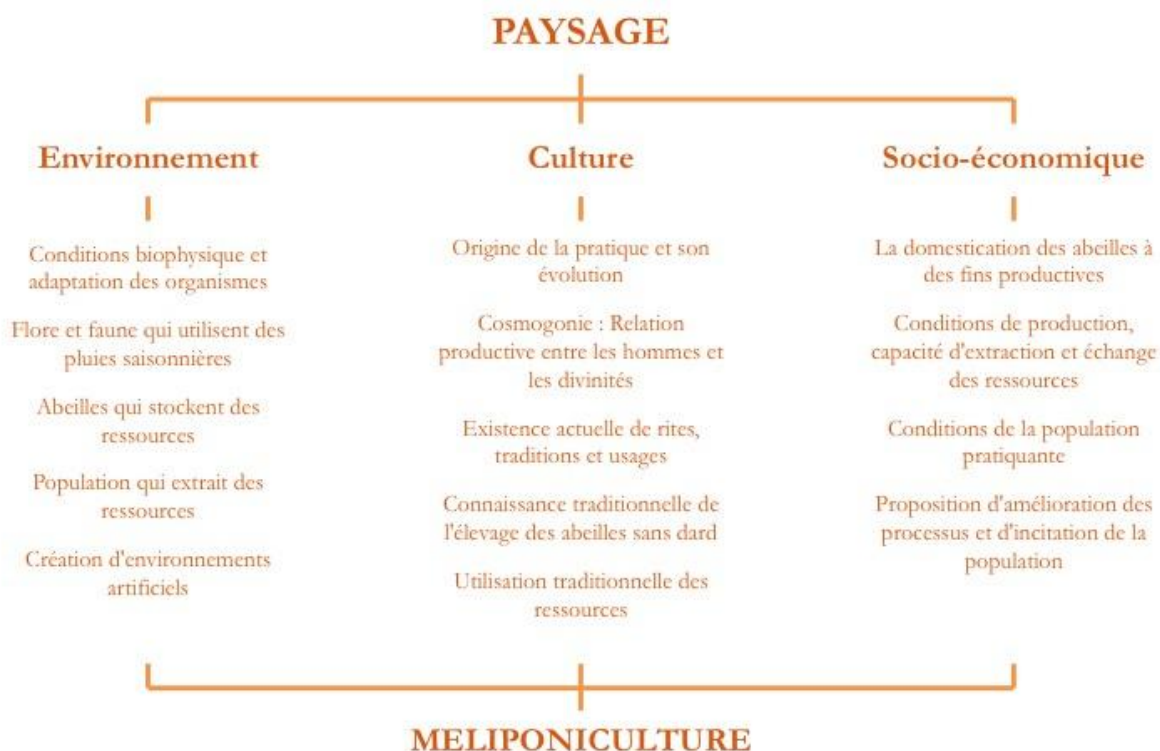 PAYSAGE
Environnement
Conditions biophysique et
adaptation des organismes
Flore et faune qui utilisent des
pluies saisonnières
Abeilles qui stockent des
ressources
Population qui extrait des
ressources
Création d'environnements
artificiels
Culture
Origine de la pratique et son
évolution
Cosmogonie : Relation
productive entre les hommes et
les divinités
Existence actuelle de rites,
traditions et usages
Connaissance traditionnelle de
l'élevage des abeilles sans dard
Utilisation traditionnelle des
ressources
Socio-économique
La domestication des abeilles à
des fins productives
Conditions de production,
capacité d'extraction et échange
des ressources
Conditions de la population
pratiquante
Proposition d'amélioration des
processus et d'incitation de la
population
MELIPONICULTURE